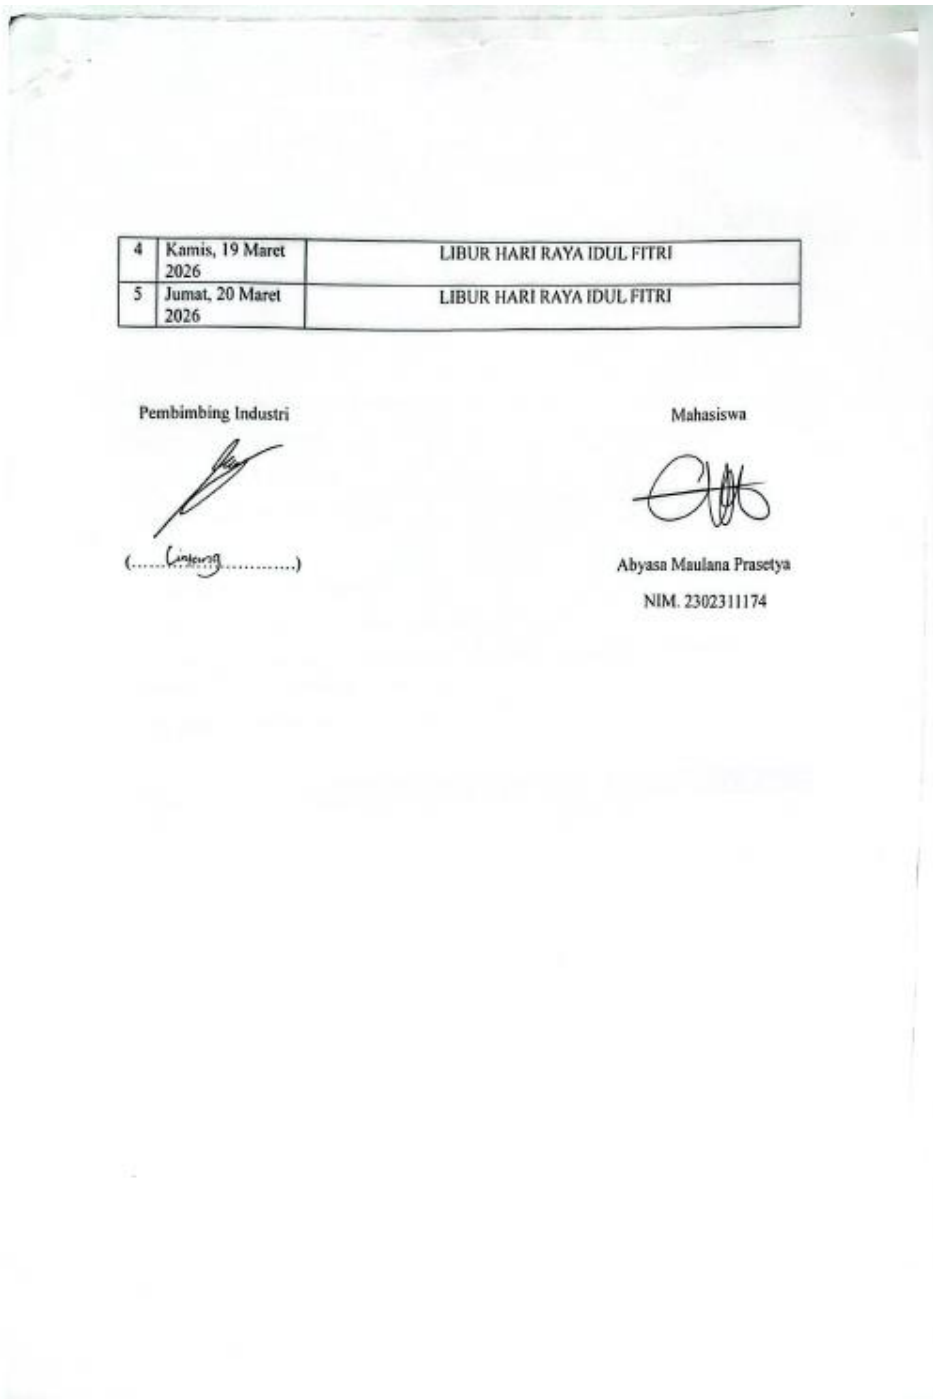 4 Kamis, 19 Maret LIBUR HARI RAYA IDUL FITRI
2026
5 Jumat, 20 Maret LIBUR HARI RAYA IDUL FITRI
2026
Pembimbing Industri Mahasiswa
(.....................)
Abyasa Maulana Prasetya
NIM. 2302311174